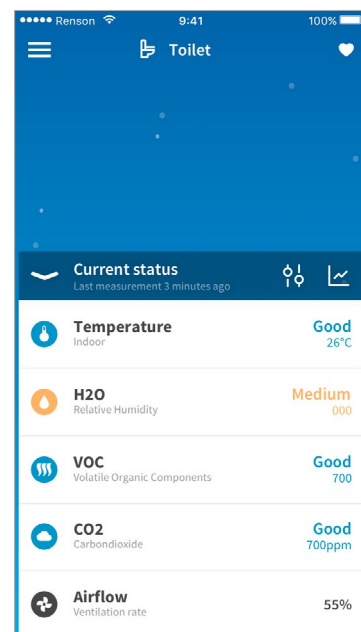 Renson 9:41 100%
Toilet
Current status
Last measurement 3 minutes ago
Temperature Good
Indoor 26°C
H2O Medium
Relative Humidity 000
VOC Good
Volatile Organic Components 700
CO2 Good
Carbondioxide 700ppm
Airflow 55%
Ventilation rate